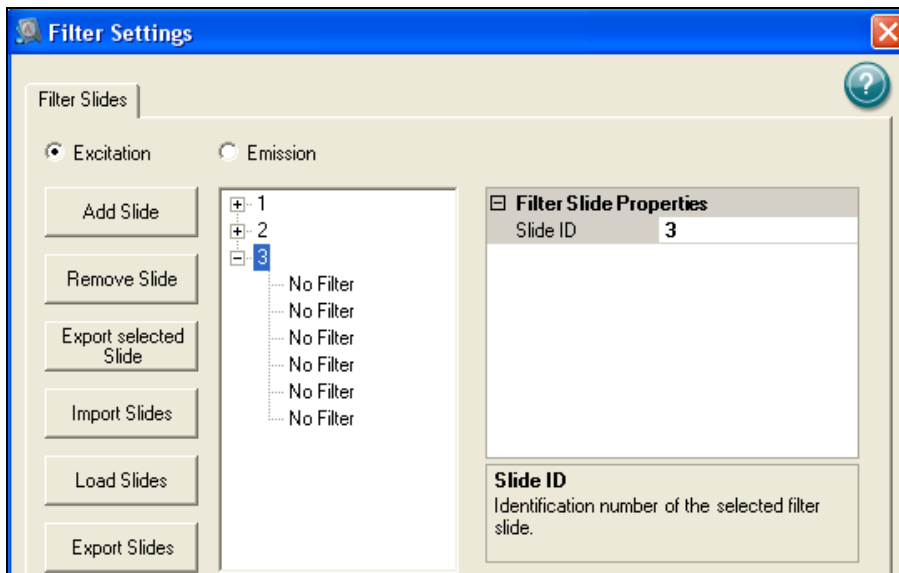 Filter Settings
?
Filter Slides
Excitation
Emission
Add Slide
Remove Slide
Export selected
Slide
Import Slides
Load Slides
Export Slides
1
2
3
No Filter
No Filter
No Filter
No Filter
No Filter
No Filter
Filter Slide Properties
Slide ID 3
Slide ID
Identification number of the selected filter
slide.